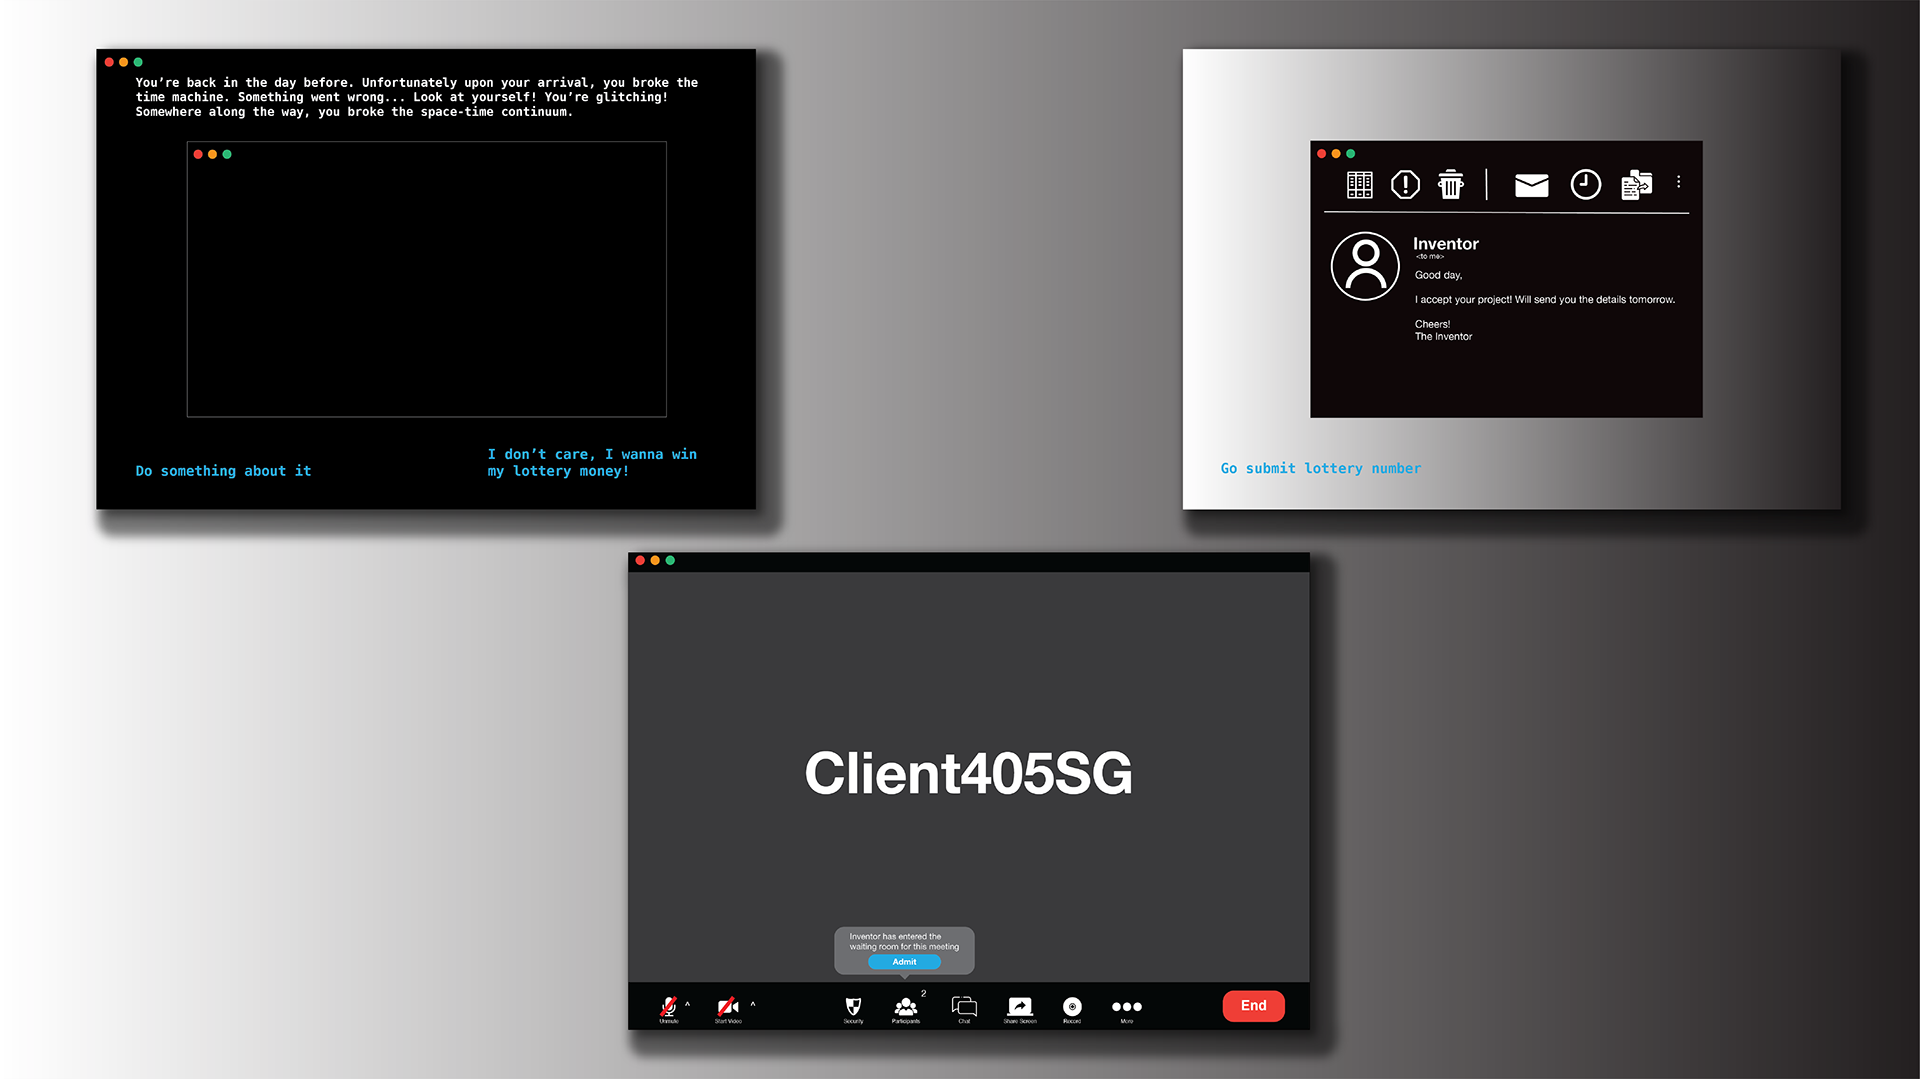 You’re back in the day before. Unfortunately upon your arrival, you broke the
time machine. Something went wrong... Look at yourself! You’re glitching!
Somewhere along the way, you broke the space-time continuum.
Do something about it
I don’t care, I wanna win
my lottery money!
Inventor
<to me>
Good day,
I accept your project! Will send you the details tomorrow.
Cheers!
The Inventor
Go submit lottery number
Client405SG
Inventor has entered the
waiting room for this meeting
Admit
2
Unmute
Start Video
Security
Participants
Chat
Share Screen
Record
More
End